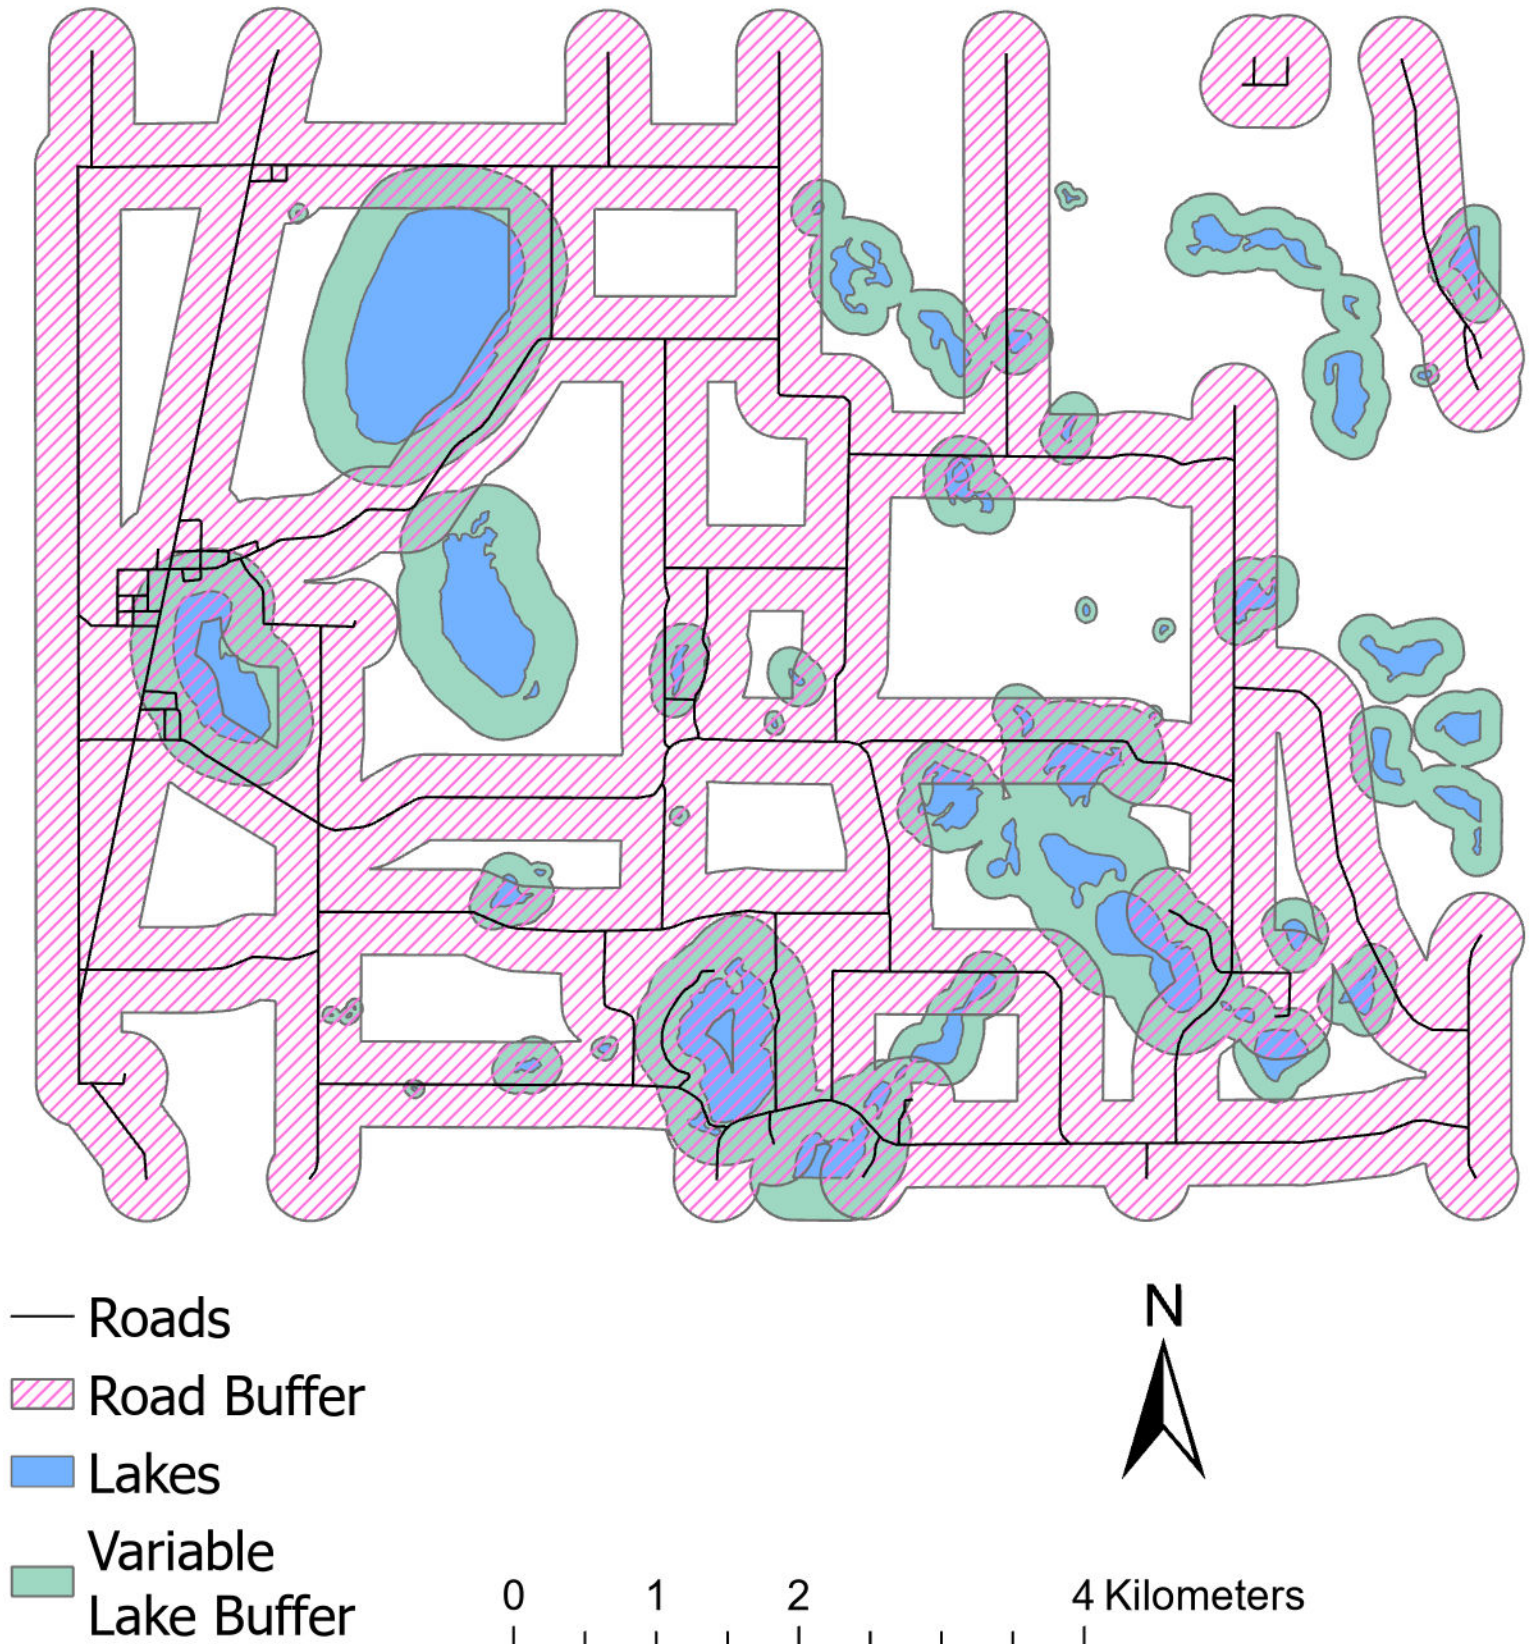 N
Roads
Road Buffer
Lakes
Variable
Lake Buffer
0 1 2 4 Kilometers